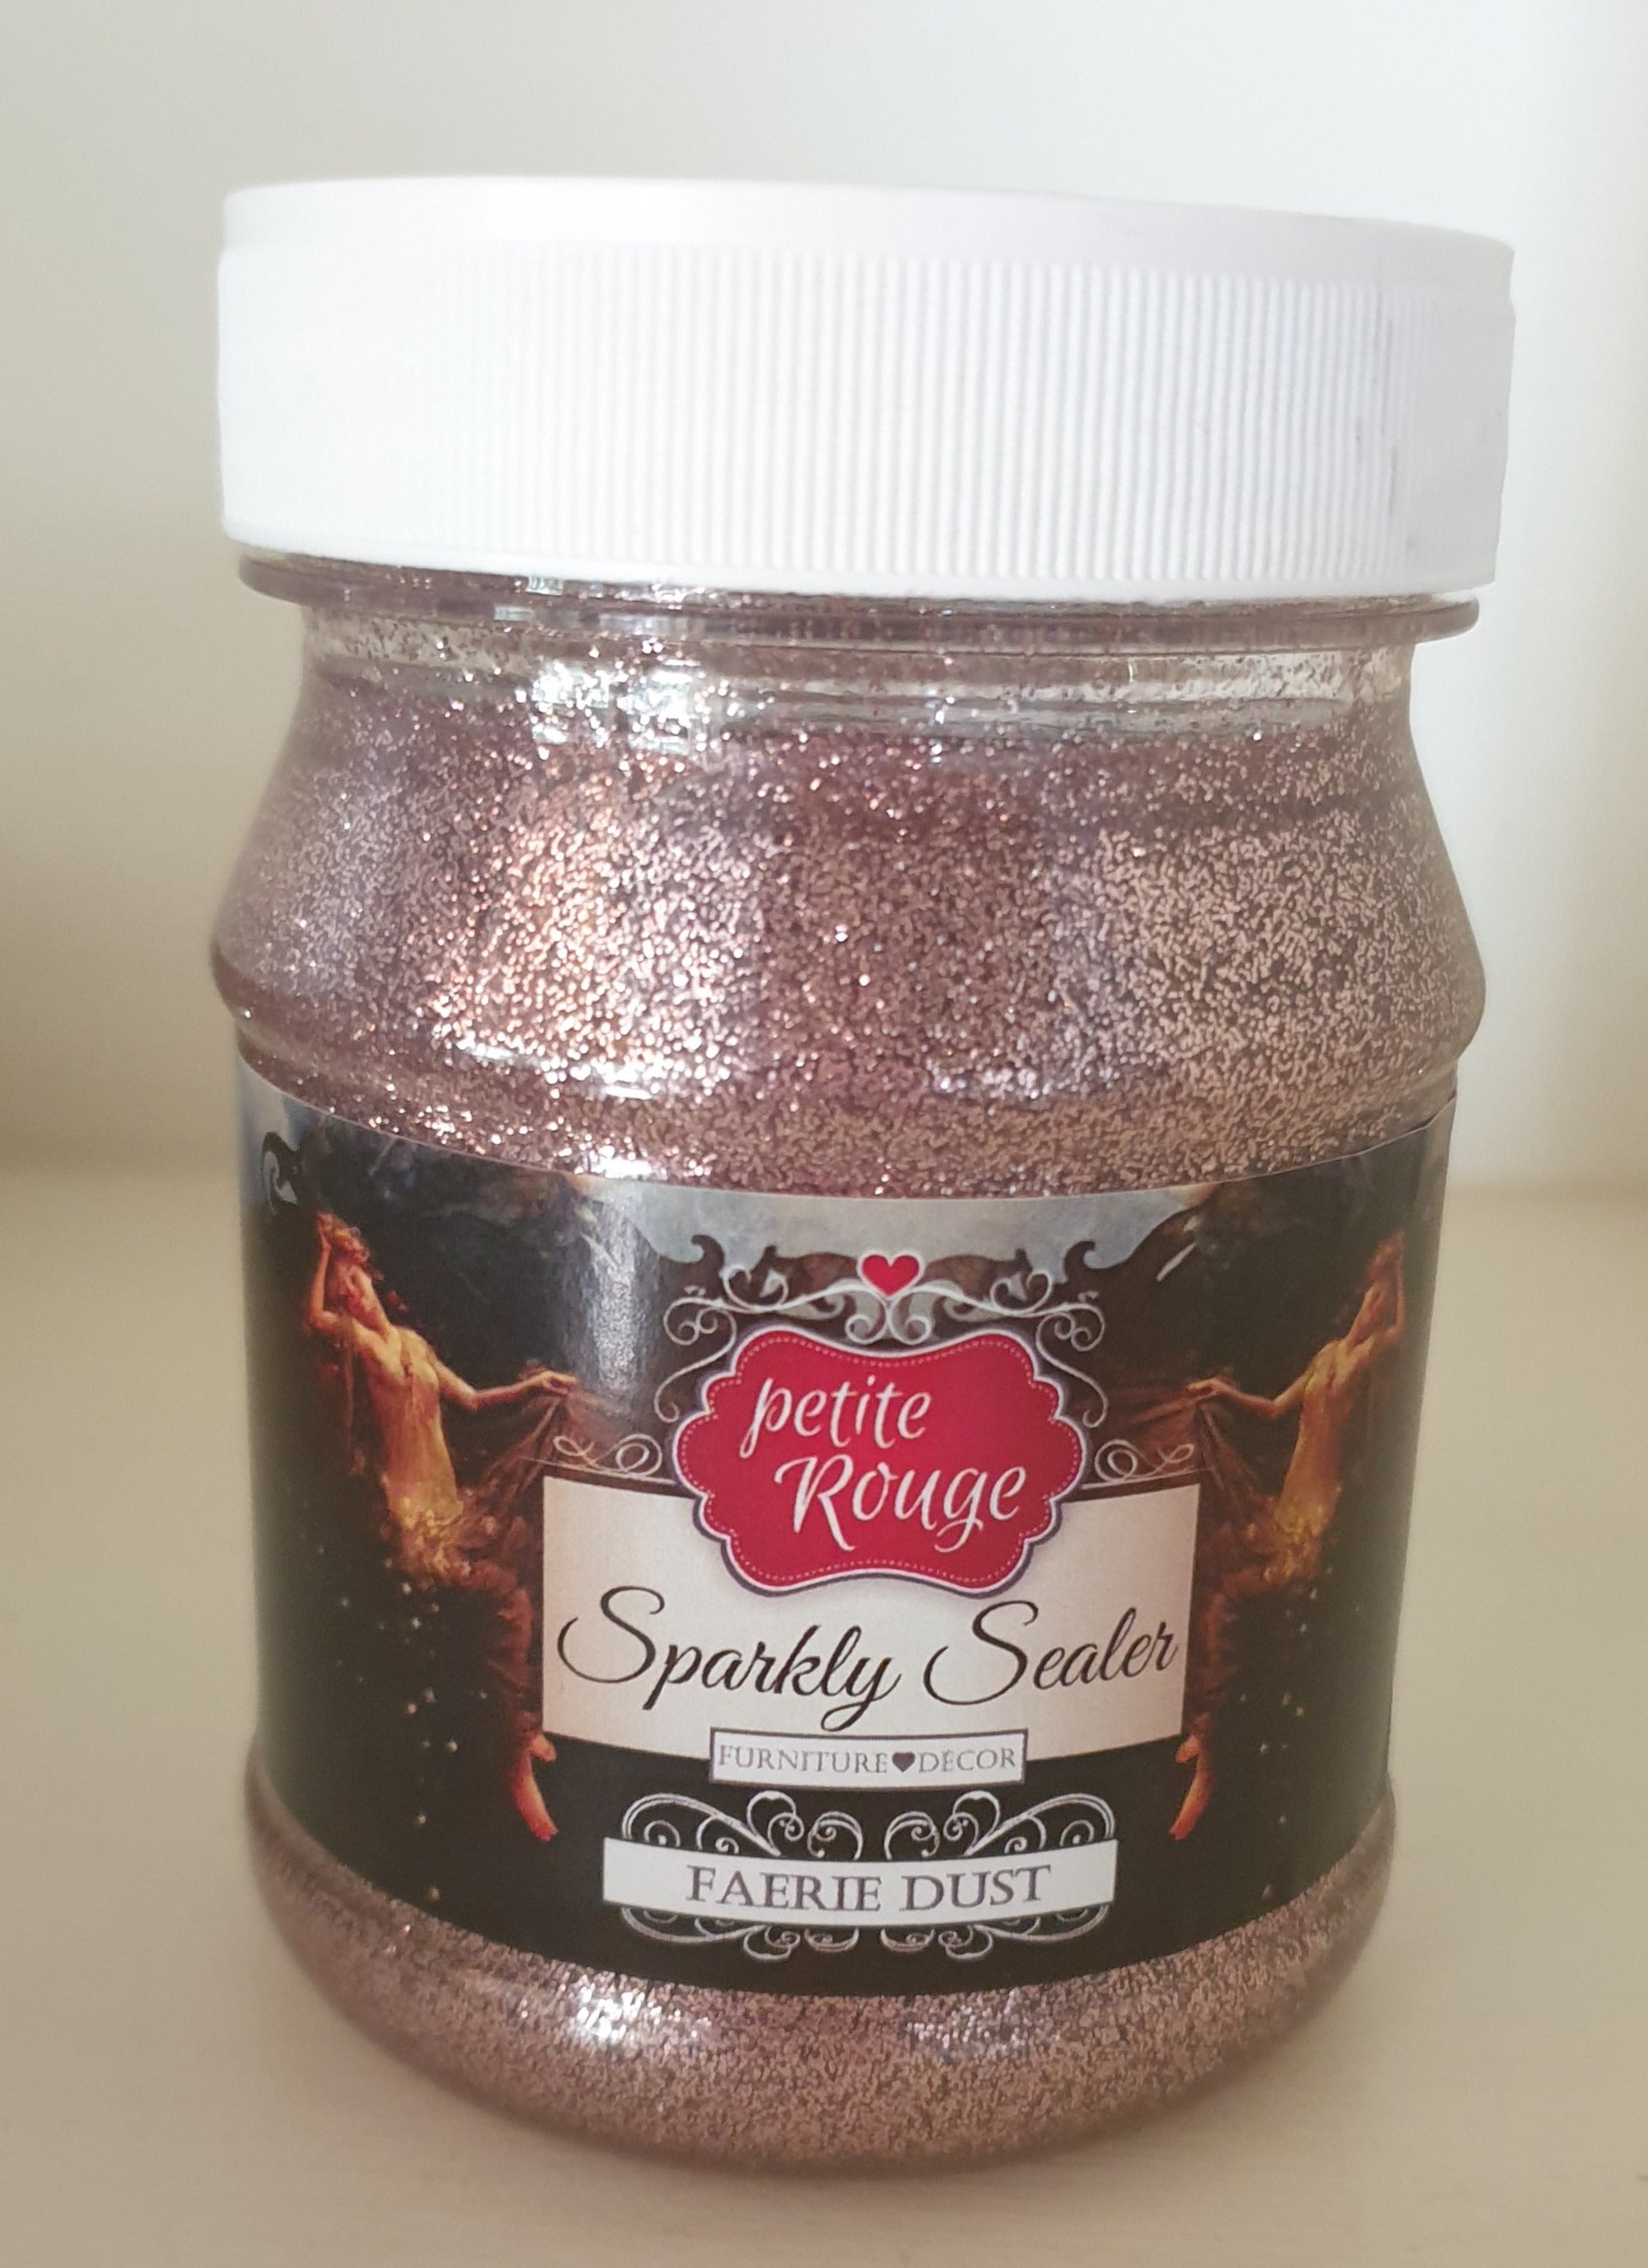 petite
Rouge
Sparkly Sealer
FURNITURE♥DÉCOR
FAERIE DUST